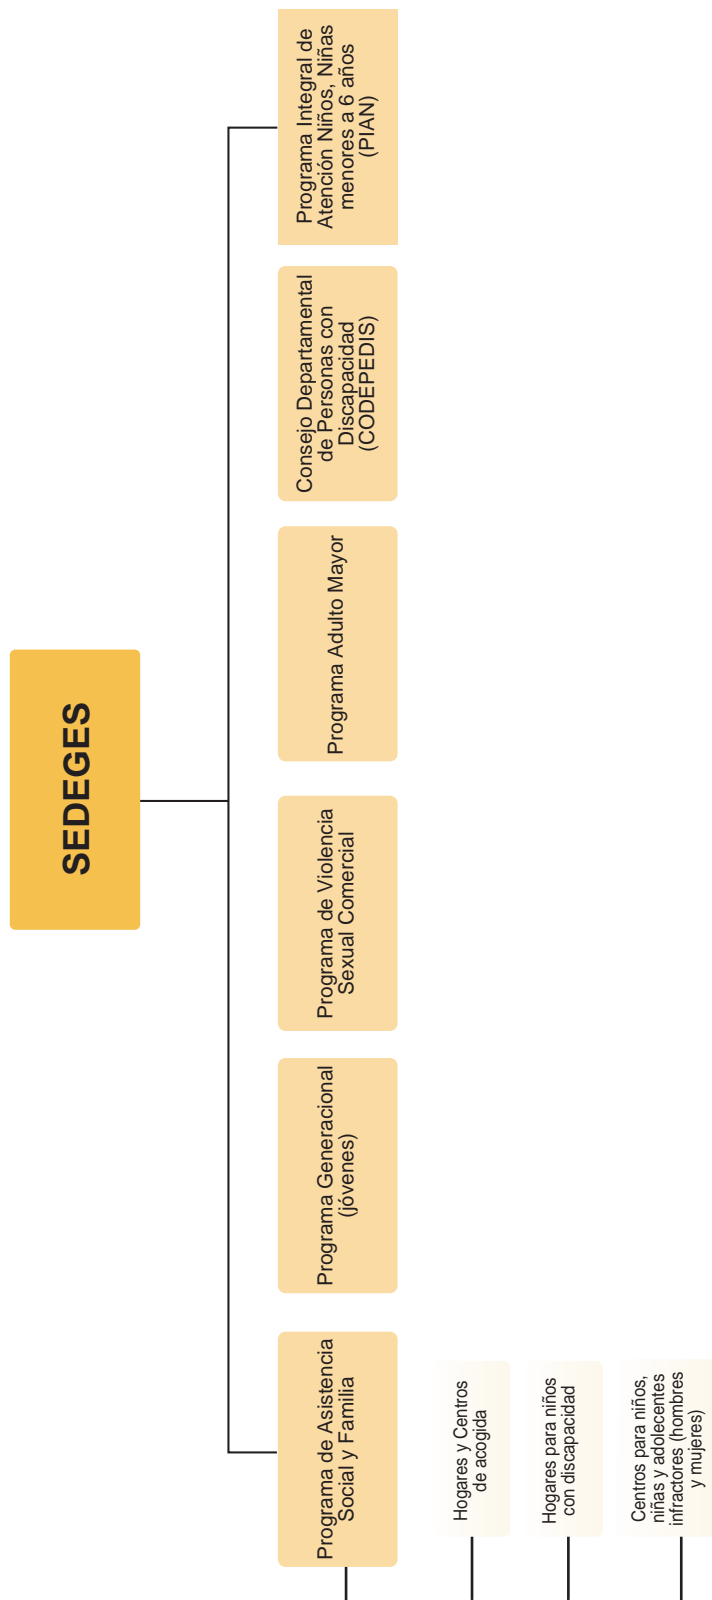 SEDEGES
Programa de Asistencia
Social y Familia
Programa Generacional
(jóvenes)
Programa de Violencia
Sexual Comercial
Programa Adulto Mayor
Consejo Departamental
de Personas con
Discapacidad
(CODEPEDIS)
Programa Integral de
Atención Niños, Niñas
menores a 6 años
(PIAN)
Hogares y Centros
de acogida
Hogares para niños
con discapacidad
Centros para niños,
niñas y adolecentes
infractores (hombres
y mujeres)